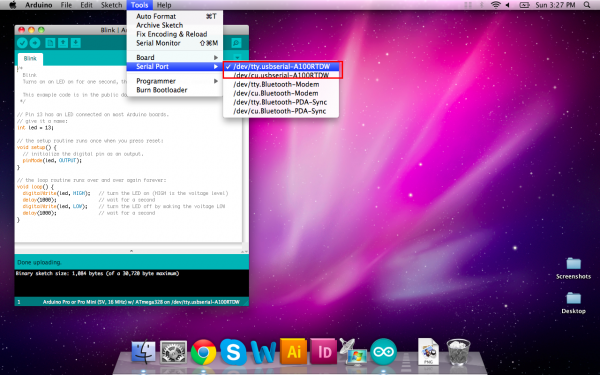 Arduino File Edit Sketch Tools Help
Sun 3:27 PM
Auto Format ⌘T
Archive Sketch
Fix Encoding & Reload
Serial Monitor ⇧⌘M
Board
Serial Port
Programmer
Burn Bootloader
✓ /dev/tty.usbserial-A100RTDW
/dev/cu.usbserial-A100RTDW
/dev/tty.Bluetooth-Modem
/dev/cu.Bluetooth-Modem
/dev/tty.Bluetooth-PDA-Sync
/dev/cu.Bluetooth-PDA-Sync
Blink | Arduino
Blink
/*
Blink
Turns on an LED on for one second, th
This example code is in the public do
*/
// Pin 13 has an LED connected on most Arduino boards.
// give it a name:
int led = 13;
// the setup routine runs once when you press reset:
void setup() {
// initialize the digital pin as an output.
pinMode(led, OUTPUT);
}
// the loop routine runs over and over again forever:
void loop() {
digitalWrite(led, HIGH); // turn the LED on (HIGH is the voltage level)
delay(1000); // wait for a second
digitalWrite(led, LOW); // turn the LED off by making the voltage LOW
delay(1000); // wait for a second
}
Done uploading.
Binary sketch size: 1,084 bytes (of a 30,720 byte maximum)
1 Arduino Pro or Pro Mini (5V, 16 MHz) w/ ATmega328 on /dev/tty.usbserial-A100RTDW
Screenshots
Desktop
S
W
Ai
Id
PNG